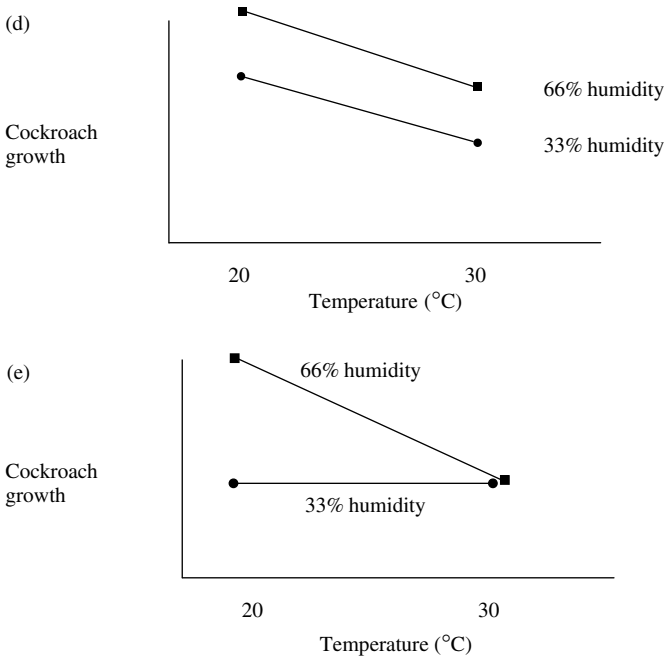 (d)
66% humidity
Cockroach
growth
33% humidity
20 30
Temperature (°C)
(e)
66% humidity
Cockroach
growth
33% humidity
20 30
Temperature (°C)